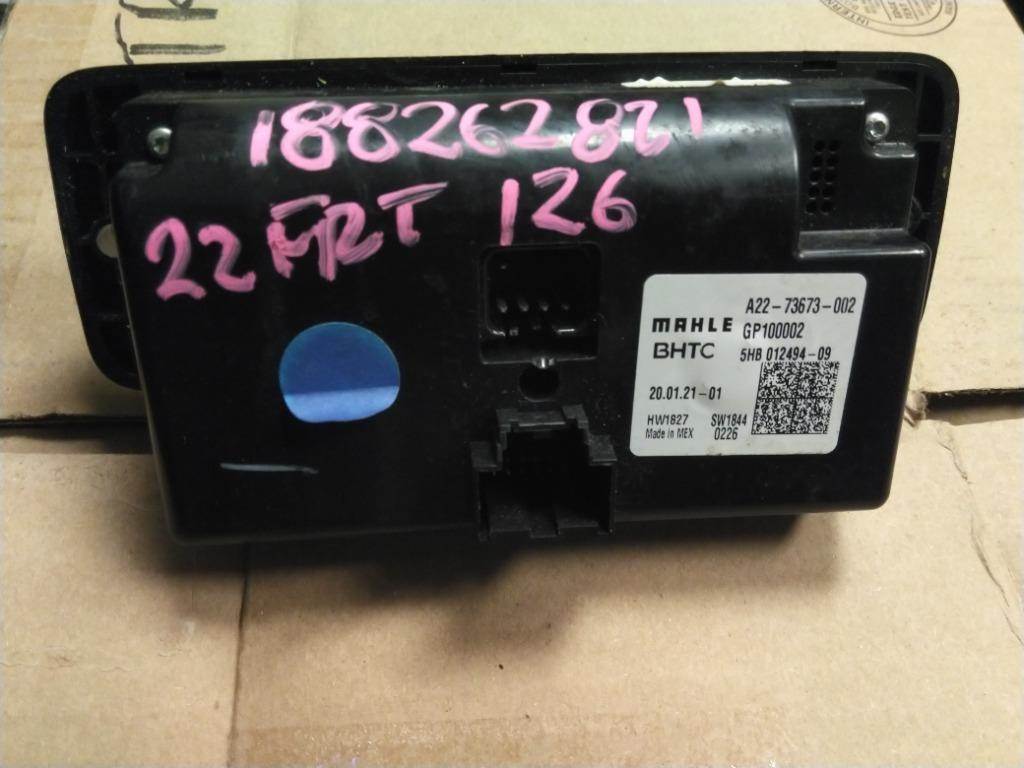 188262821
22 FRT 126
A22-73673-002
MAHLE GP100002
BHTC 5HB 012494-09
20.01.21-01
HW1827 SW1844
Made in MEX 0226